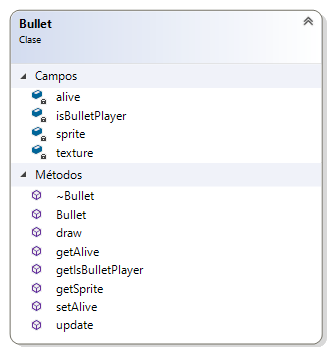 Bullet
Clase
Campos
alive
isBulletPlayer
sprite
texture
Métodos
~Bullet
Bullet
draw
getAlive
getIsBulletPlayer
getSprite
setAlive
update